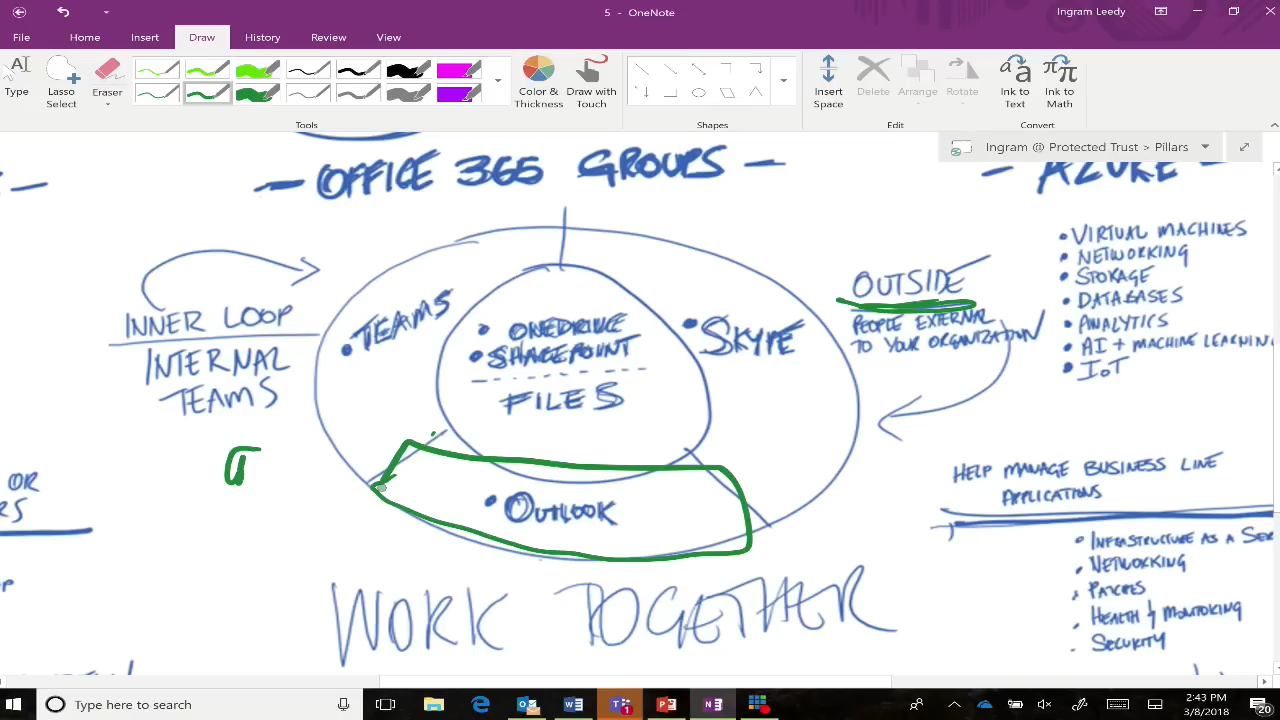 5 - OneNote
Ingram Leedy
File Home Insert Draw History Review View
Type
Lasso Select
Eraser
Color & Thickness
Draw with Touch
Insert Space
Delete
Arrange
Rotate
Ink to Text
Ink to Math
Tools
Shapes
Edit
Convert
Ingram @ Protected Trust > Pillars
- OFFICE 365 GROUPS -
- AZURE -
• VIRTUAL MACHINES
• NETWORKING
• STORAGE
• DATABASES
• ANALYTICS
• AI + MACHINE LEARNING
• IOT
INNER LOOP
INTERNAL
TEAMS
• TEAMS
• ONEDRIVE
• SHAREPOINT
FILES
• SKYPE
OUTSIDE
PEOPLE EXTERNAL
TO YOUR ORGANIZATION
• OUTLOOK
WORK TOGETHER
OR
HELP MANAGE BUSINESS LINE
APPLICATIONS
• INFRASTRUCTURE AS A SER
• NETWORKING
• PATCHES
• HEALTH & MONITORING
• SECURITY
Type here to search
1
2:43 PM
3/8/2018
20